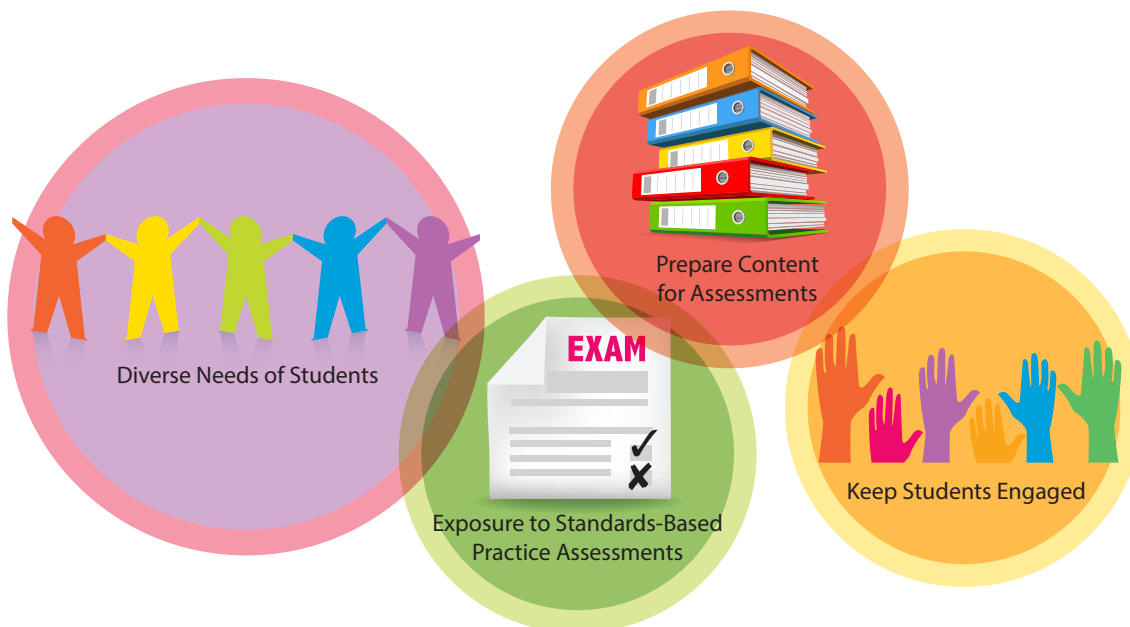 Diverse Needs of Students
EXAM
Exposure to Standards-Based
Practice Assessments
Prepare Content
for Assessments
Keep Students Engaged